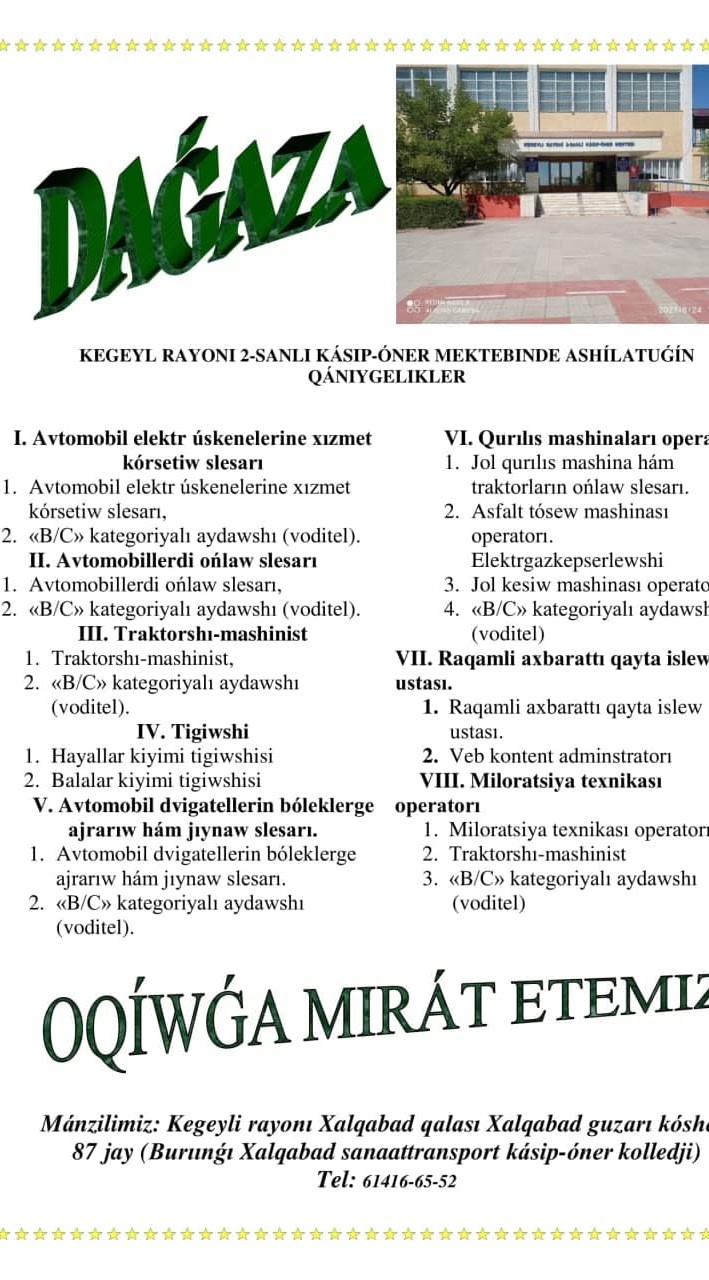 DAǴAZA
KEGEYLI RAYONI 2-SANLI KÁSIP-ÓNER MEKTEBI
2021/6/24
KEGEYL RAYONI 2-SANLI KÁSIP-ÓNER MEKTEBINDE ASHÍLATUǴÍN
QÁNIYGELIKLER
I. Avtomobil elektr úskenelerine xızmet
kórsetiw slesarı
1. Avtomobil elektr úskenelerine xızmet
kórsetiw slesarı,
2. «B/C» kategoriyalı aydawshı (voditel).
II. Avtomobillerdi ońlaw slesarı
1. Avtomobillerdi ońlaw slesarı,
2. «B/C» kategoriyalı aydawshı (voditel).
III. Traktorshı-mashinist
1. Traktorshı-mashinist,
2. «B/C» kategoriyalı aydawshı
(voditel).
IV. Tigiwshi
1. Hayallar kiyimi tigiwshisi
2. Balalar kiyimi tigiwshisi
V. Avtomobil dvigatellerin bóleklerge
ajrarıw hám jıynaw slesarı.
1. Avtomobil dvigatellerin bóleklerge
ajrarıw hám jıynaw slesarı.
2. «B/C» kategoriyalı aydawshı
(voditel).
VI. Qurılıs mashinaları opera
1. Jol qurılıs mashina hám
traktorların ońlaw slesarı.
2. Asfalt tósew mashinası
operatorı.
Elektrgazkepserlewshi
3. Jol kesiw mashinası operato
4. «B/C» kategoriyalı aydawsh
(voditel)
VII. Raqamli axbarattı qayta islew
ustası.
1. Raqamli axbarattı qayta islew
ustası.
2. Veb kontent adminstratorı
VIII. Miloratsiya texnikası
operatorı
1. Miloratsiya texnikası operatorı
2. Traktorshı-mashinist
3. «B/C» kategoriyalı aydawshı
(voditel)
OQÍWǴA MIRÁT ETEMIZ
Mánzilimiz: Kegeyli rayonı Xalqabad qalası Xalqabad guzarı kósh
87 jay (Burıınǵı Xalqabad sanaattransport kásip-óner kolledji)
Tel: 61416-65-52